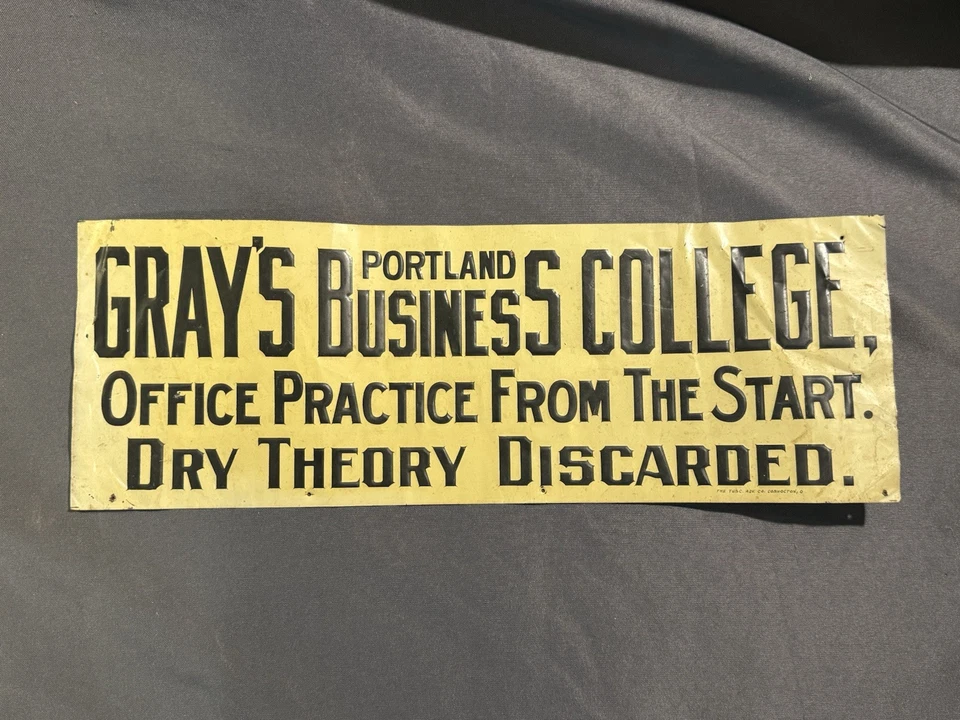 GRAY'S PORTLAND BUSINESS COLLEGE,
OFFICE PRACTICE FROM THE START.
DRY THEORY DISCARDED.